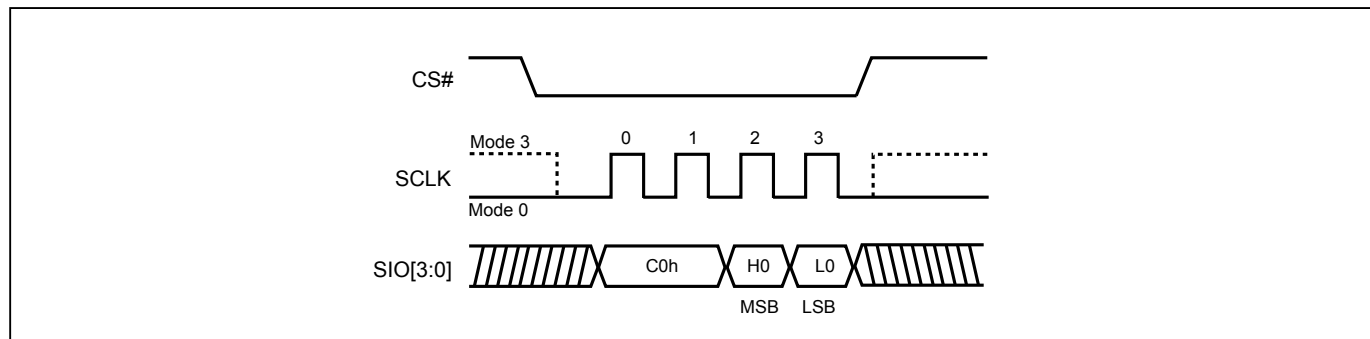 CS#
Mode 3 0 1 2 3
SCLK
Mode 0
SIO[3:0] C0h H0 L0
MSB LSB